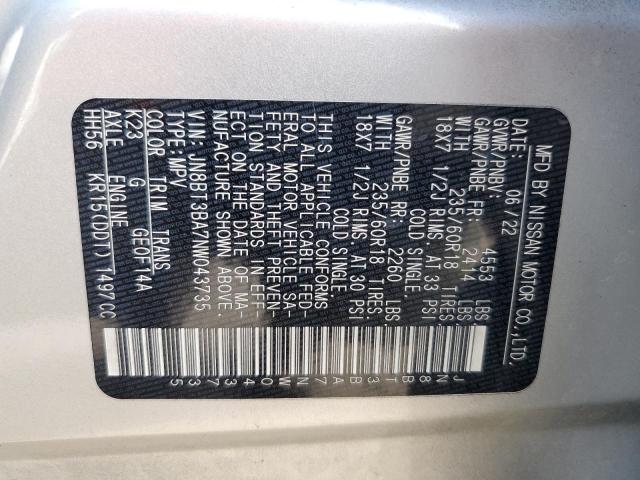 MFD BY NISSAN MOTOR CO.,LTD.
DATE: 06/22
GVWR/PNBV: 4553 LBS.
GAWR/PNBE FR: 2414 LBS.
WITH 235/60R18 TIRES,
18X7 1/2J RIMS, AT 33 PSI
COLD SINGLE.
GAWR/PNBE RR: 2260 LBS.
WITH 235/60R18 TIRES,
18X7 1/2J RIMS, AT 30 PSI
COLD SINGLE.
THIS VEHICLE CONFORMS
TO ALL APPLICABLE FED-
ERAL MOTOR VEHICLE SA-
FETY AND THEFT PREVEN-
TION STANDARDS IN EFF
ECT ON THE DATE OF MA-
NUFACTURE SHOWN ABOVE.
VIN:JN8BT3BA7NW043735
TYPE:MPV
COLOR TRIM TRANS
K23 G GE0F14A
AXLE ENGINE
HH56 KR15(DDT) 1497CC
JN8BT3BA7NW043735